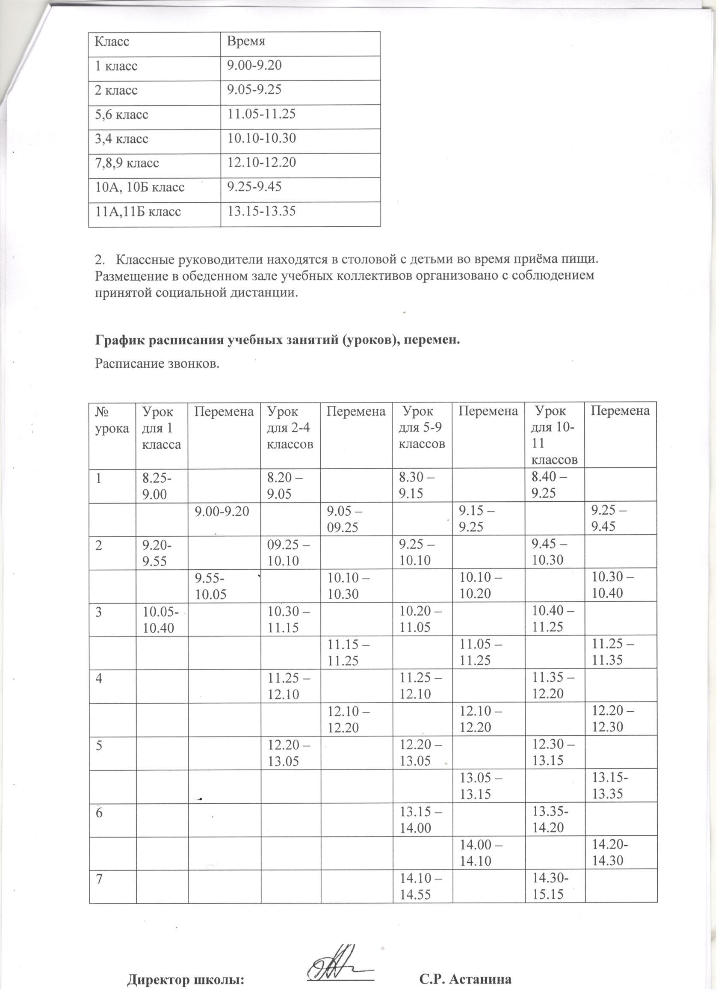 Класс Время
1 класс 9.00-9.20
2 класс 9.05-9.25
5,6 класс 11.05-11.25
3,4 класс 10.10-10.30
7,8,9 класс 12.10-12.20
10А, 10Б класс 9.25-9.45
11А,11Б класс 13.15-13.35
2. Классные руководители находятся в столовой с детьми во время приёма пищи.
Размещение в обеденном зале учебных коллективов организовано с соблюдением
принятой социальной дистанции.
График расписания учебных занятий (уроков), перемен.
Расписание звонков.
№ Урок Перемена Урок Перемена Урок Перемена Урок Перемена
урока для 1 для 2-4 для 5-9 для 10-
класса классов классов 11
классов
1 8.25- 8.20 – 8.30 – 8.40 –
9.00 9.05 9.15 9.25
9.00-9.20 9.05 – 9.15 – 9.25 –
09.25 9.25 9.45
2 9.20- 09.25 – 9.25 – 9.45 –
9.55 10.10 10.10 10.30
9.55- 10.10 – 10.10 – 10.30 –
10.05 10.30 10.20 10.40
3 10.05- 10.30 – 10.20 – 10.40 –
10.40 11.15 11.05 11.25
11.15 – 11.05 – 11.25 –
11.25 11.25 11.35
4 11.25 – 11.25 – 11.35 –
12.10 12.10 12.20
12.10 – 12.10 – 12.20 –
12.20 12.20 12.30
5 12.20 – 12.20 – 12.30 –
13.05 13.05 13.15
13.05 – 13.15-
13.15 13.35
6 13.15 – 13.35-
14.00 14.20
14.00 – 14.20-
14.10 14.30
7 14.10 – 14.30-
14.55 15.15
Директор школы: С.Р. Астанина